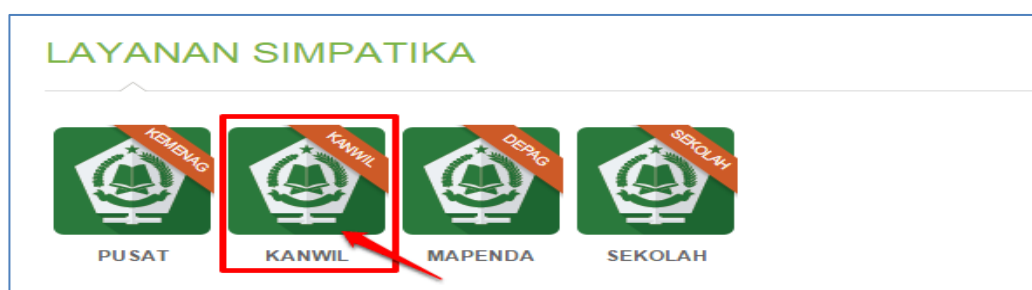 LAYANAN SIMPATIKA
KEMENAG
KANWIL
DEPAG
SEKOLAH
PUSAT
KANWIL
MAPENDA
SEKOLAH